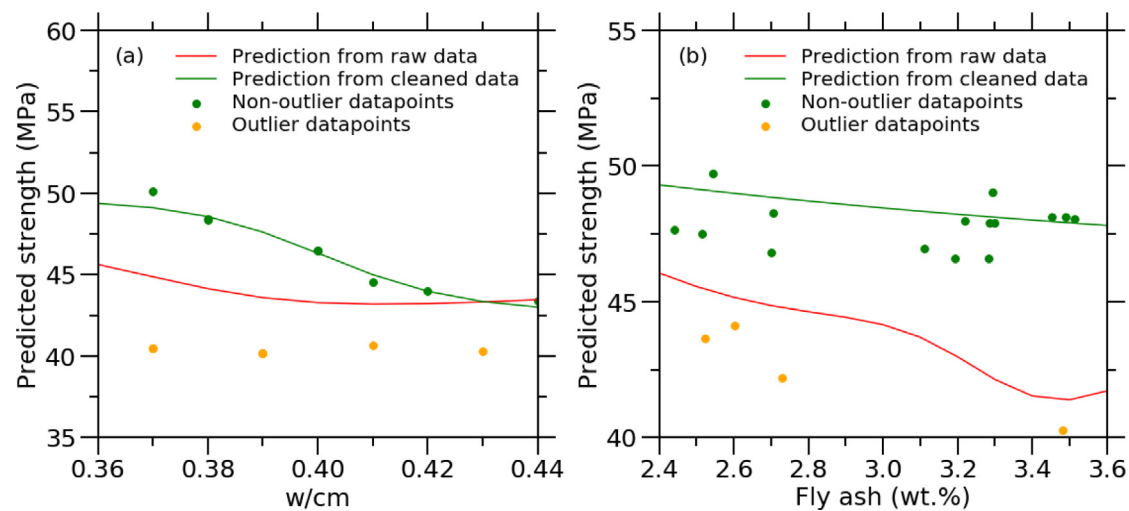 (a)
Prediction from raw data
Prediction from cleaned data
Non-outlier datapoints
Outlier datapoints
Predicted strength (MPa)
60
55
50
45
40
35
0.36
0.38
0.40
0.42
0.44
w/cm
(b)
Prediction from raw data
Prediction from cleaned data
Non-outlier datapoints
Outlier datapoints
Predicted strength (MPa)
55
50
45
40
2.4
2.6
2.8
3.0
3.2
3.4
3.6
Fly ash (wt.%)